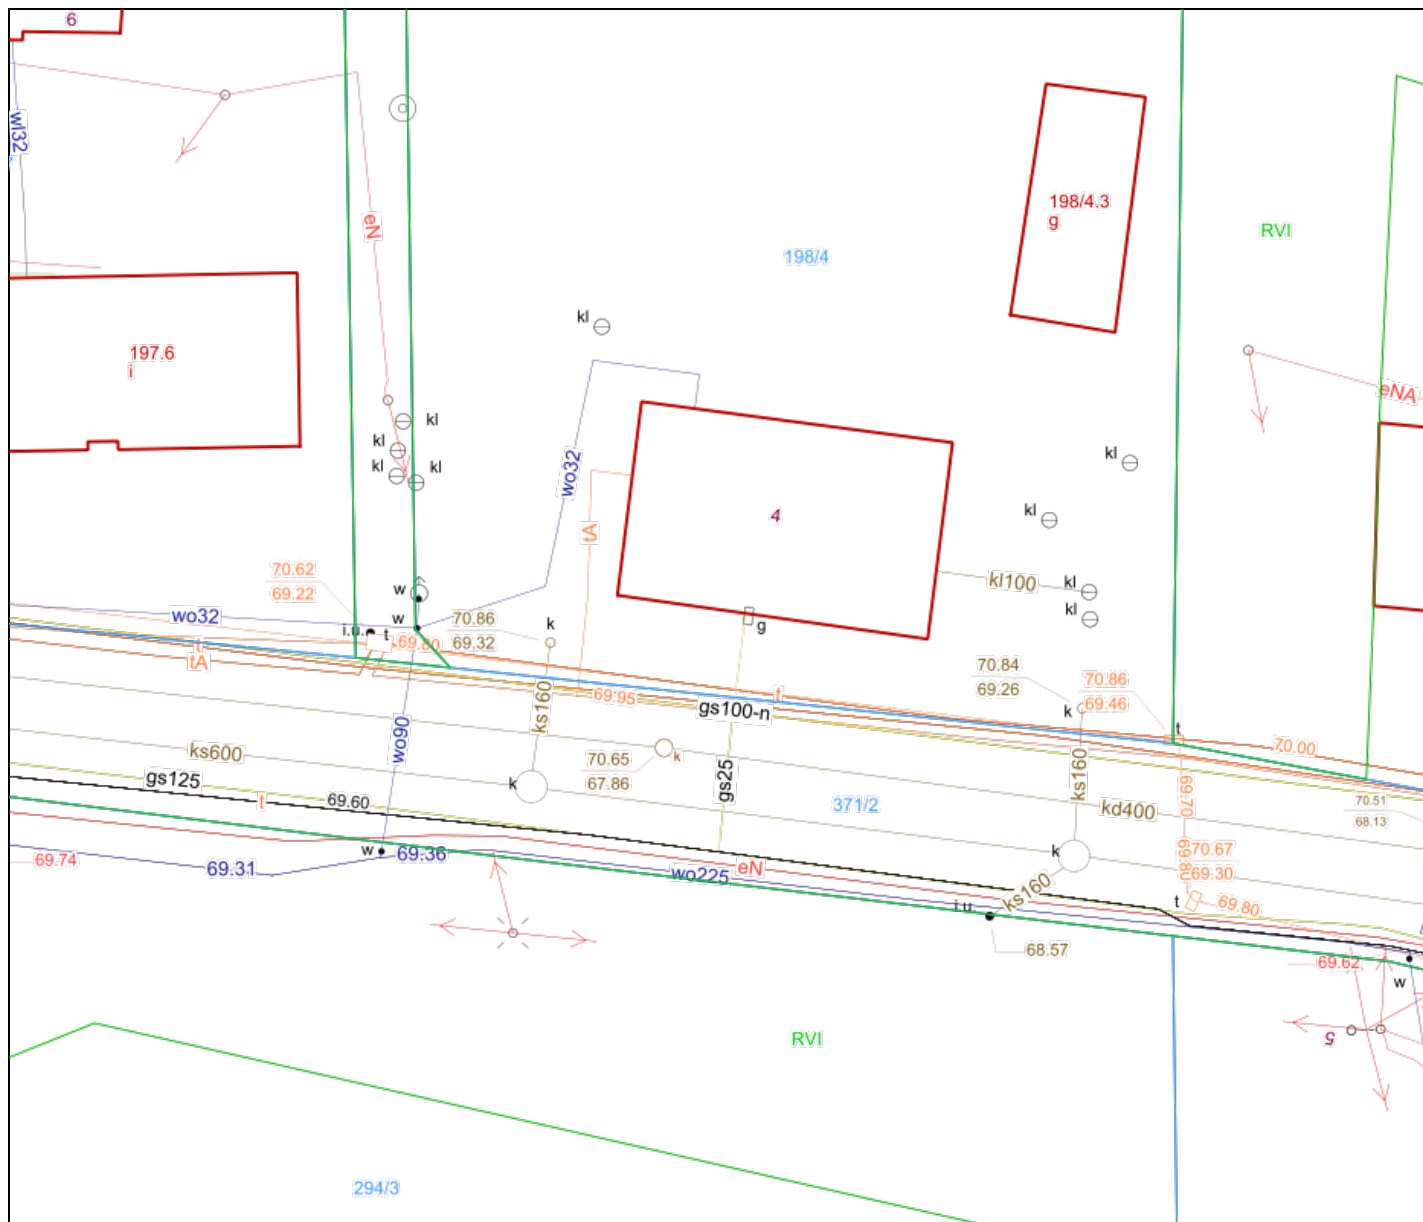 6
wl32
eN
198/4.3
g
RVI
198/4
kl
197.6
i
eNA
kl
kl
kl
kl
kl
wo32
4
kl
tA
70.62
69.22
kl100
kl
kl
w
wo32
w
70.86
69.32
k
i.u.
t
69.80
g
t
tA
70.84
69.26
70.86
69.46
ks160
69.95
t
gs100-n
k
t
wo90
70.00
ks600
k
70.65
67.86
gs125
k
gs25
ks160
69.70
t
69.60
371/2
kd400
70.51
68.13
w
69.36
k
70.67
69.30
69.80
69.74
69.31
eN
wo225
ks160
i.u.
t
69.80
68.57
69.62
w
RVI
5
294/3